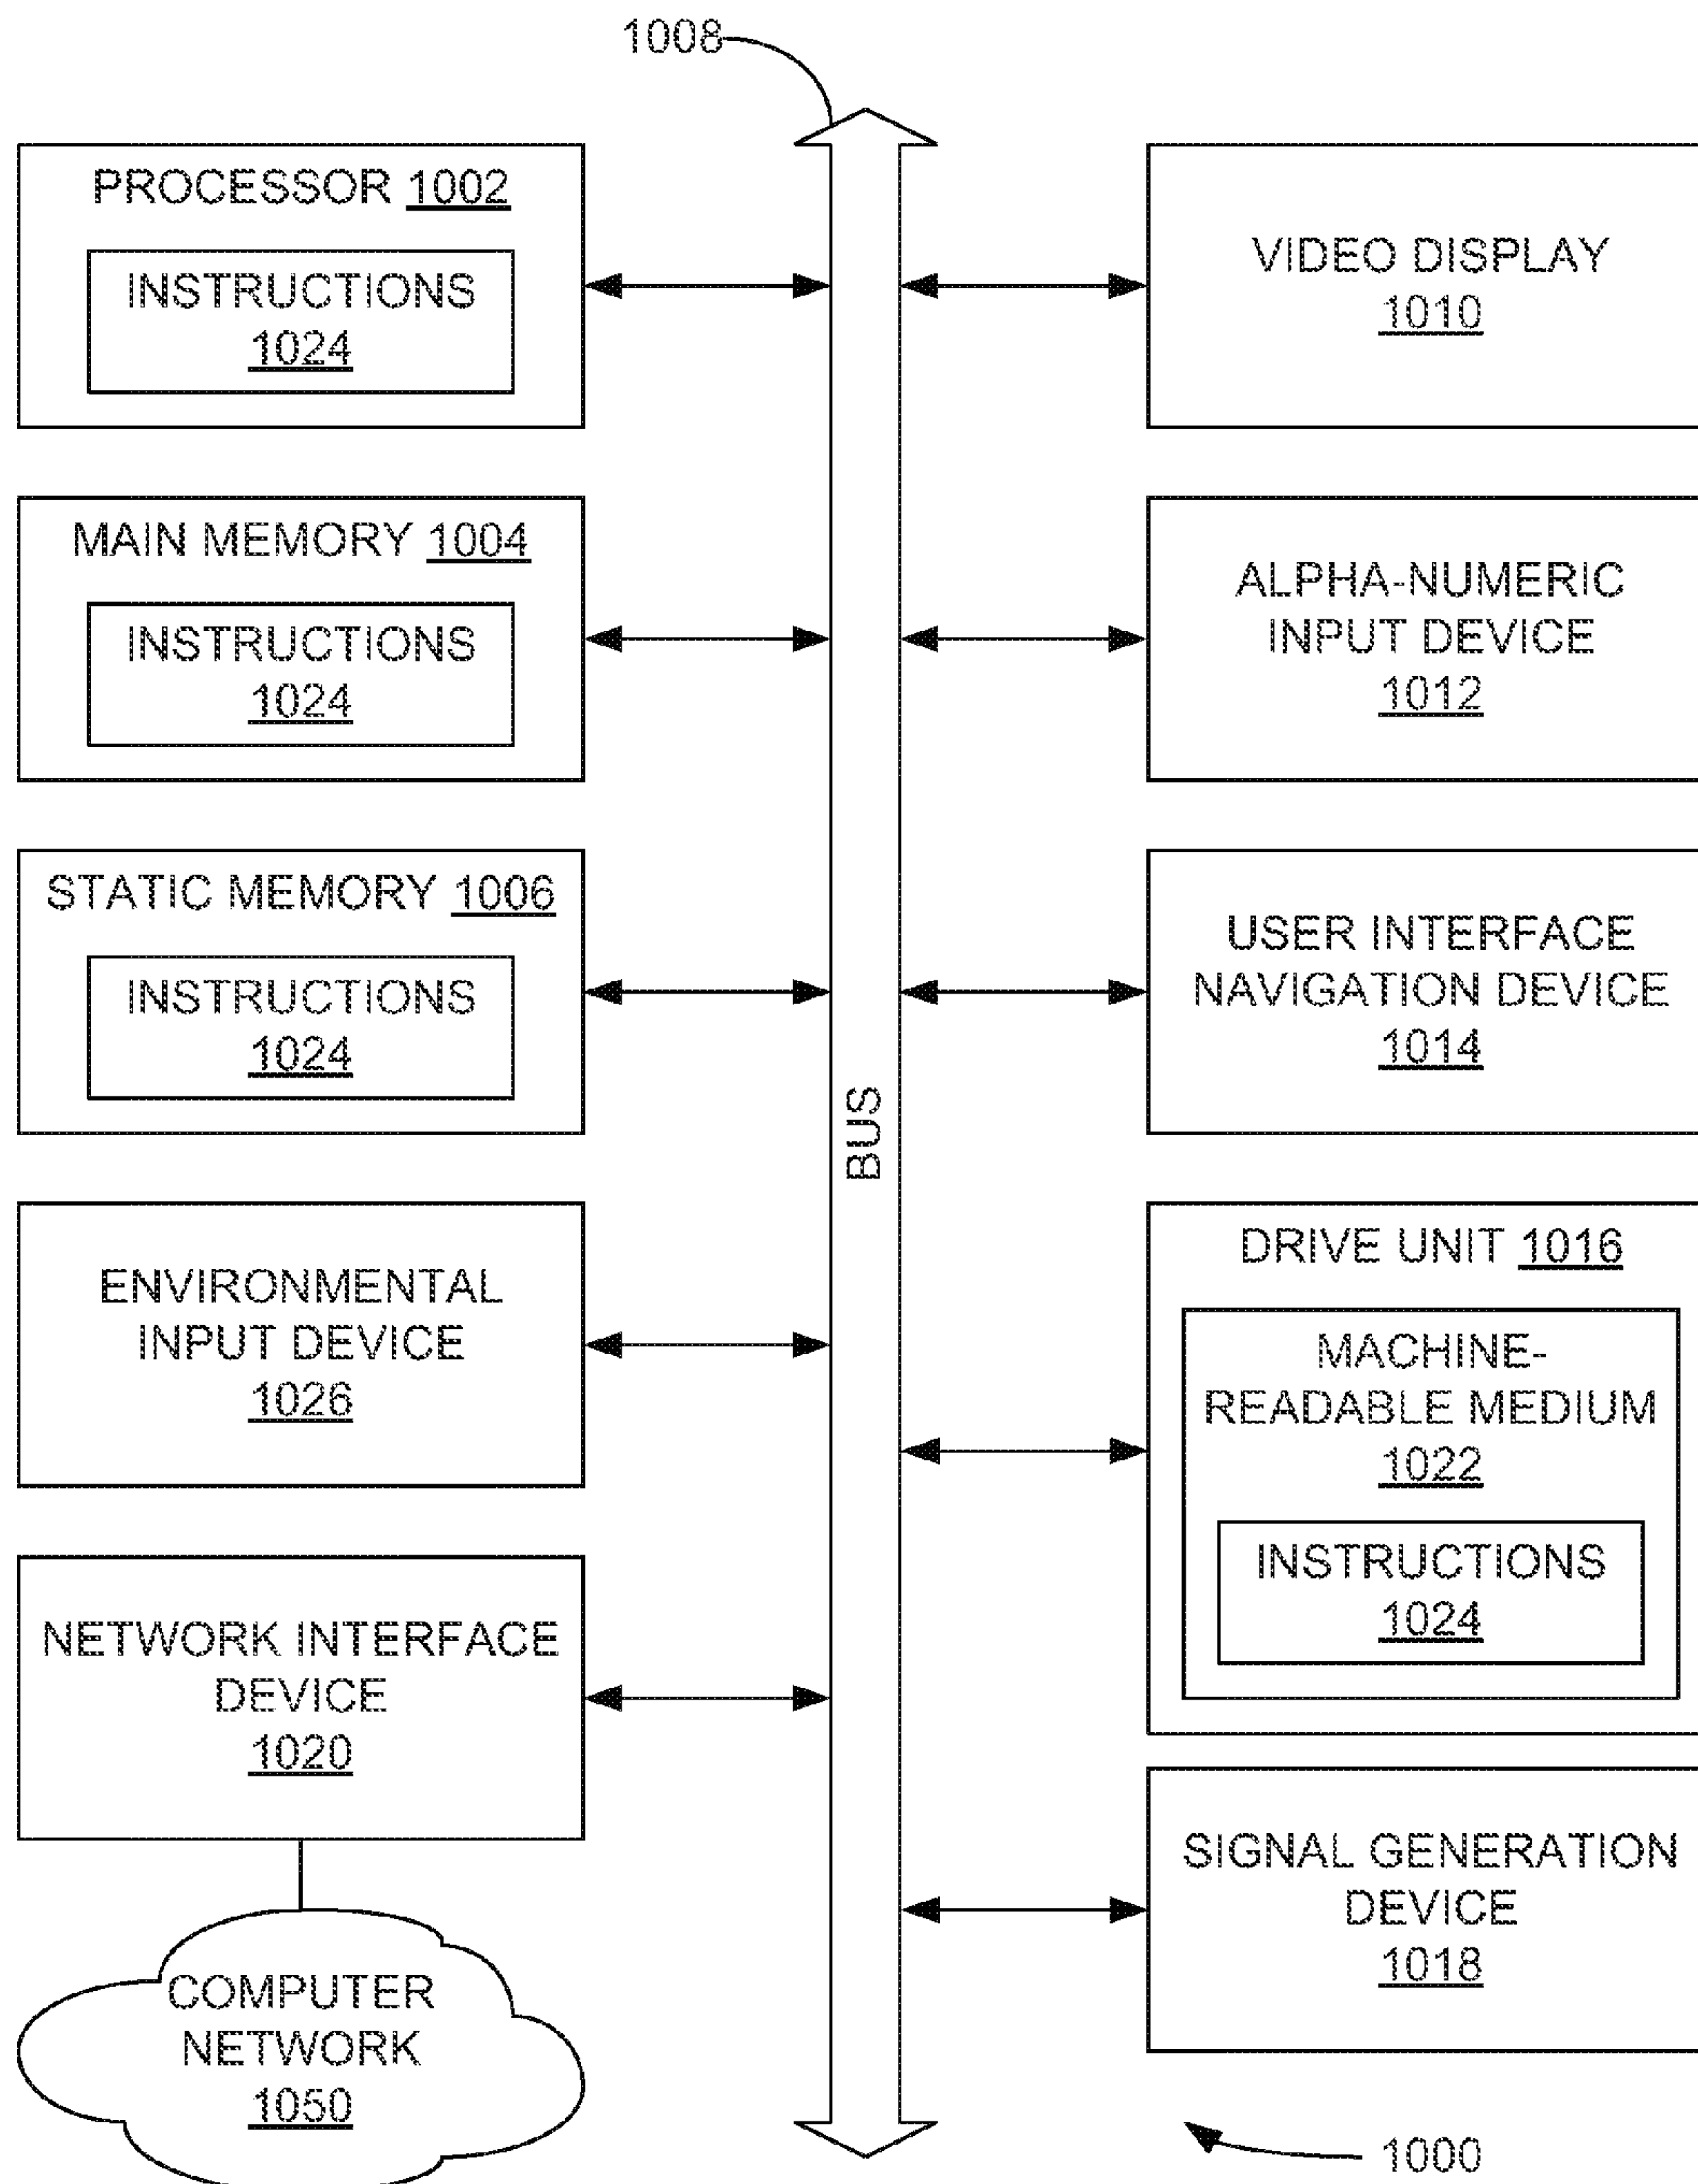 1008
PROCESSOR 1002
INSTRUCTIONS
1024
MAIN MEMORY 1004
INSTRUCTIONS
1024
STATIC MEMORY 1006
INSTRUCTIONS
1024
ENVIRONMENTAL
INPUT DEVICE
1026
NETWORK INTERFACE
DEVICE
1020
COMPUTER
NETWORK
1050
BUS
VIDEO DISPLAY
1010
ALPHA-NUMERIC
INPUT DEVICE
1012
USER INTERFACE
NAVIGATION DEVICE
1014
DRIVE UNIT 1016
MACHINE-
READABLE MEDIUM
1022
INSTRUCTIONS
1024
SIGNAL GENERATION
DEVICE
1018
1000